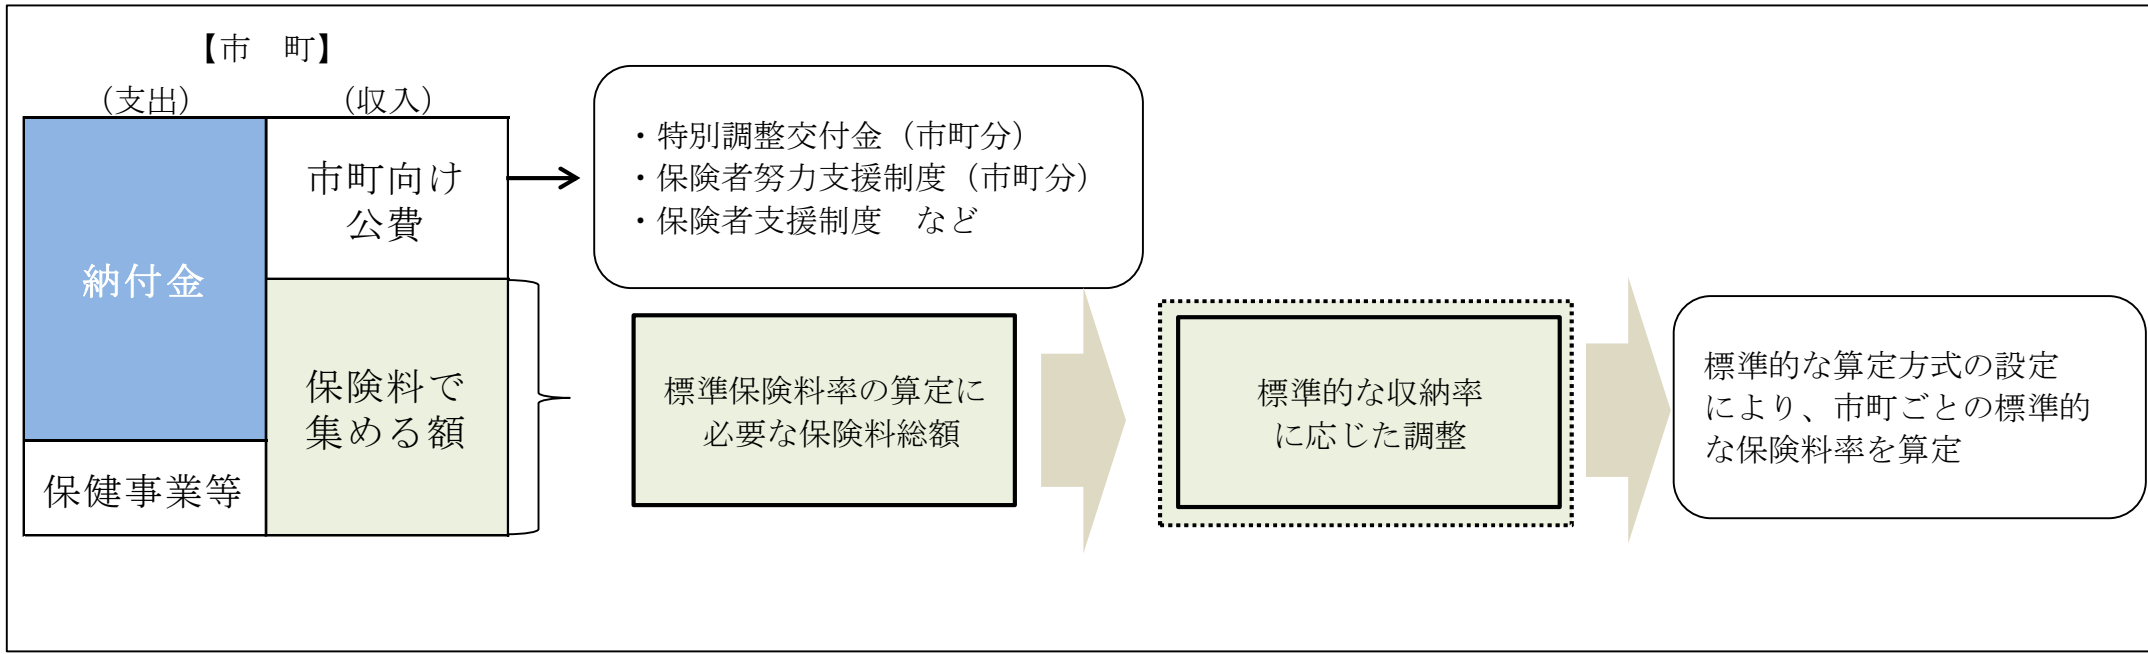 【市　町】
（支出）
（収入）
納付金
保健事業等
市町向け
公費
保険料で
集める額
・特別調整交付金（市町分）
・保険者努力支援制度（市町分）
・保険者支援制度　など
標準保険料率の算定に
必要な保険料総額
標準的な収納率
に応じた調整
標準的な算定方式の設定
により、市町ごとの標準的
な保険料率を算定